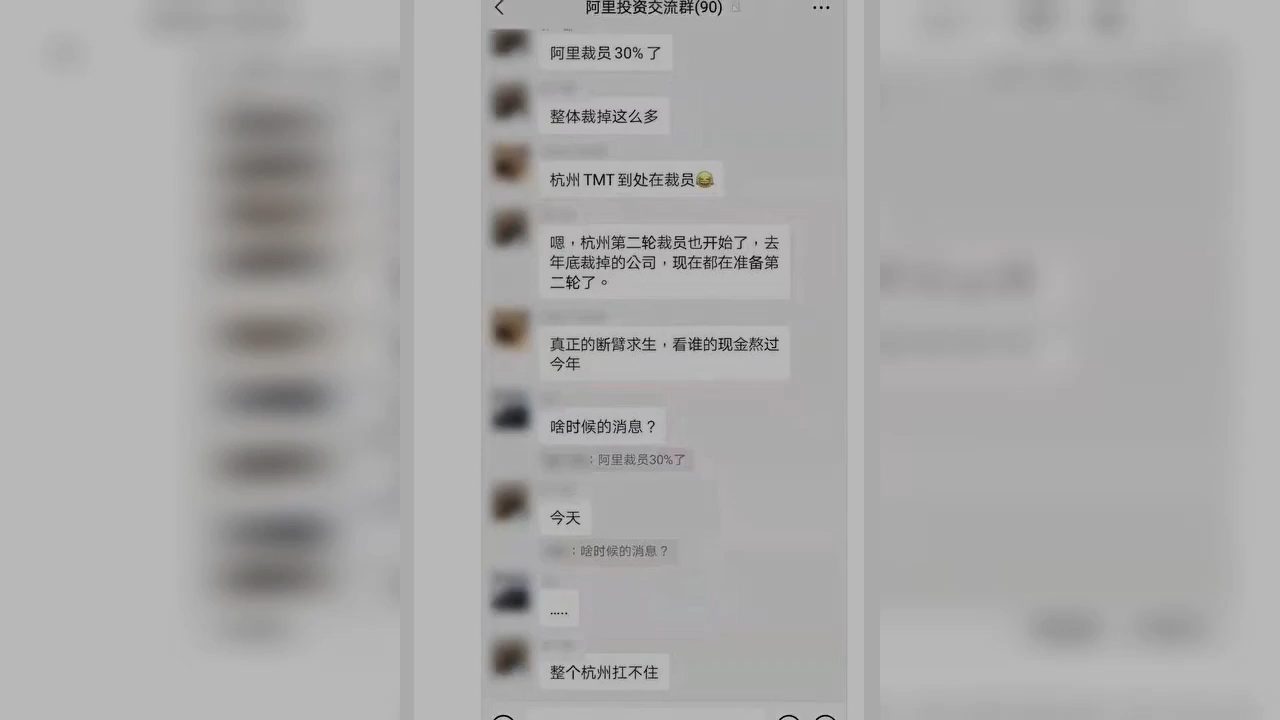 阿里投资交流群(90)
阿里裁员30%了
整体裁掉这么多
杭州TMT到处在裁员😂
嗯，杭州第二轮裁员也开始了，去
年底裁掉的公司，现在都在准备第
二轮了。
真正的断臂求生，看谁的现金熬过
今年
啥时候的消息？
：阿里裁员30%了
今天
：啥时候的消息？
.....
整个杭州扛不住